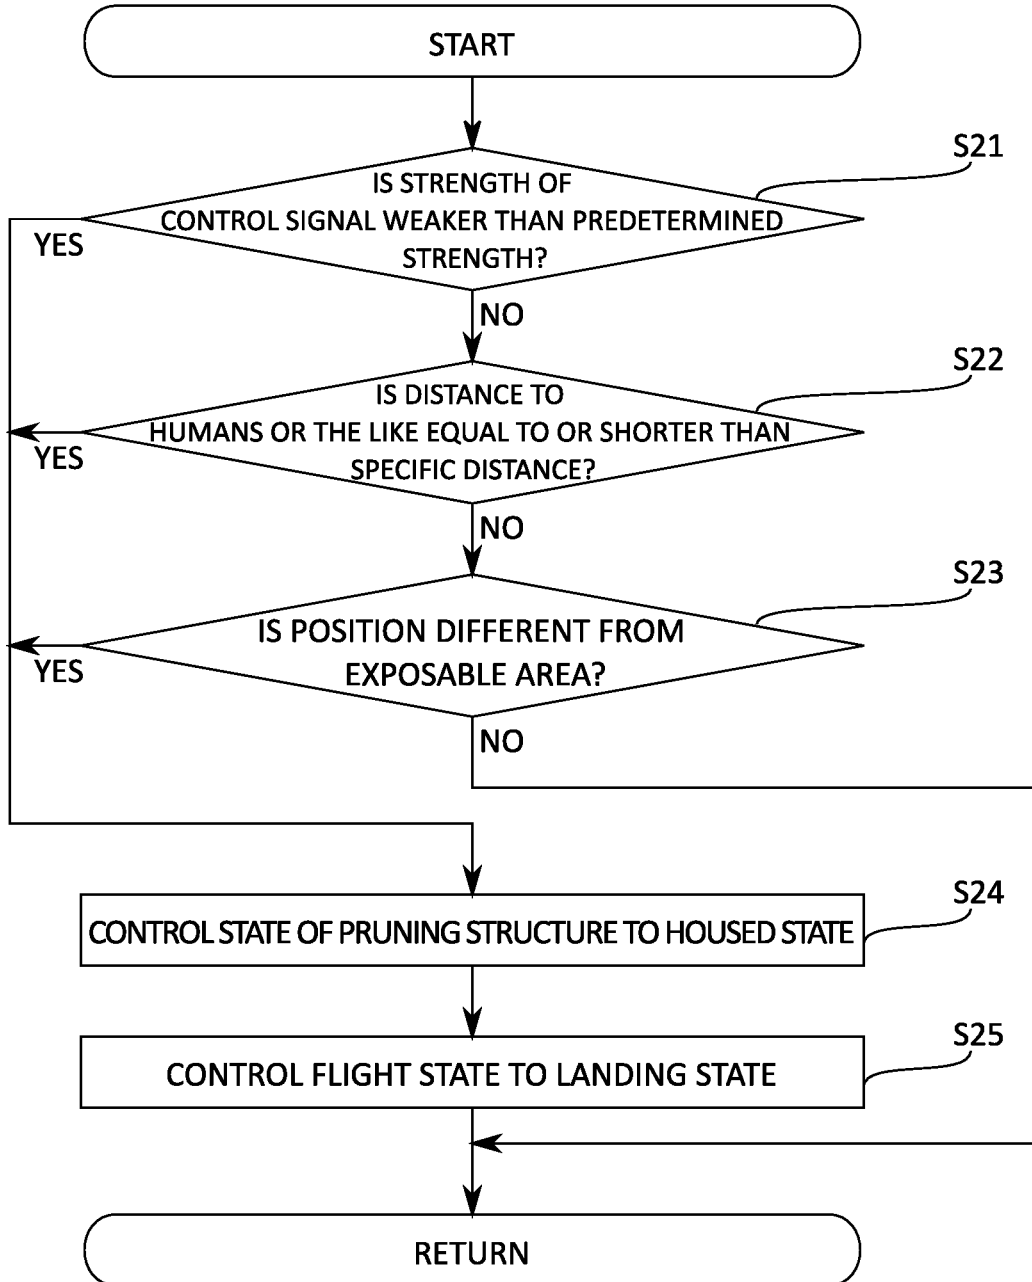 START
S21
IS STRENGTH OF
CONTROL SIGNAL WEAKER THAN PREDETERMINED
STRENGTH?
YES
NO
S22
IS DISTANCE TO
HUMANS OR THE LIKE EQUAL TO OR SHORTER THAN
SPECIFIC DISTANCE?
YES
NO
S23
IS POSITION DIFFERENT FROM
EXPOSABLE AREA?
YES
NO
S24
CONTROL STATE OF PRUNING STRUCTURE TO HOUSED STATE
S25
CONTROL FLIGHT STATE TO LANDING STATE
RETURN